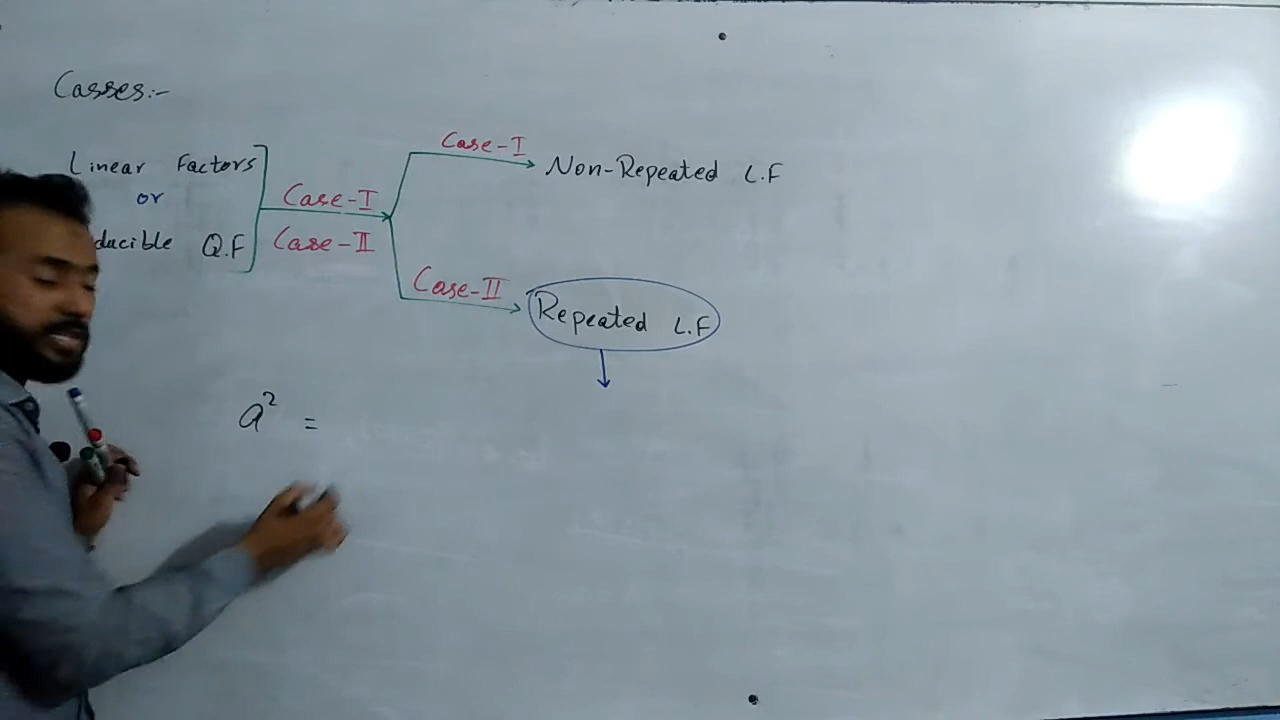 Casses:-
Case-I
Linear Factors
Non-Repeated L.F
or
Case-I
ducible Q.F
Case-II
Case-II
Repeated L.F
a² =